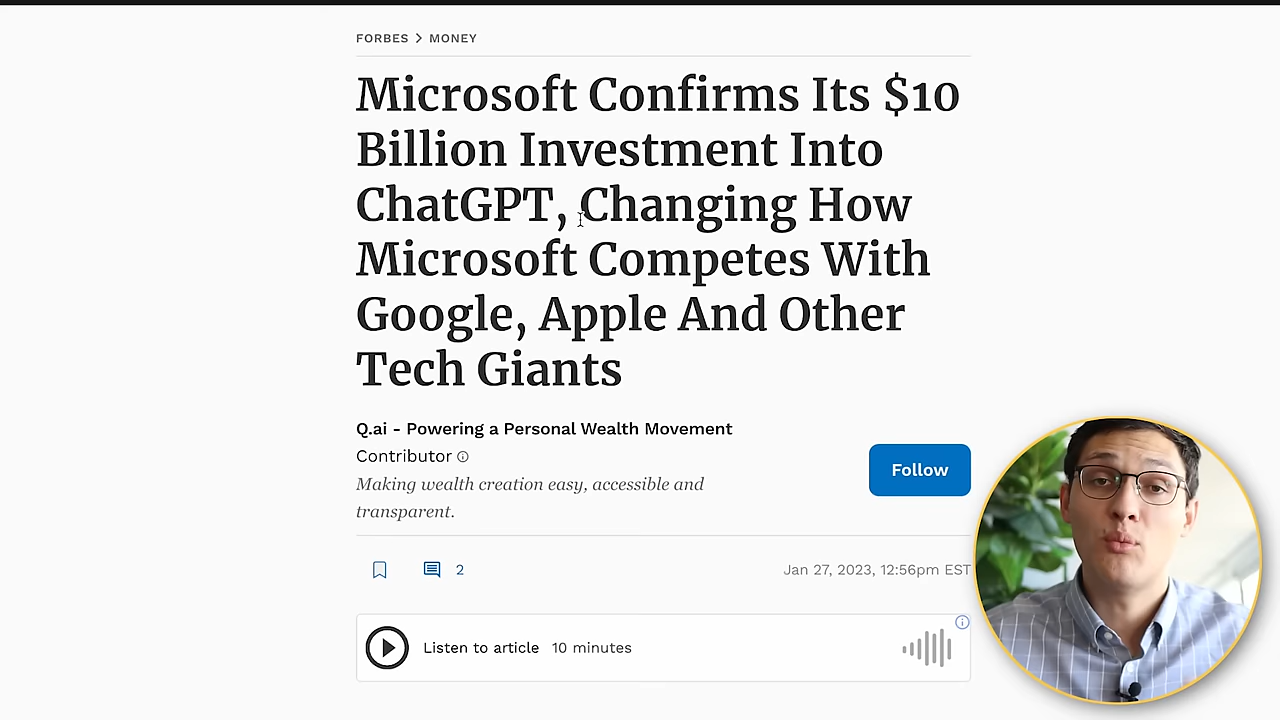 FORBES > MONEY
Microsoft Confirms Its $10
Billion Investment Into
ChatGPT, Changing How
Microsoft Competes With
Google, Apple And Other
Tech Giants
Q.ai - Powering a Personal Wealth Movement
Contributor
Making wealth creation easy, accessible and
transparent.
Follow
2
Jan 27, 2023, 12:56pm EST
Listen to article 10 minutes